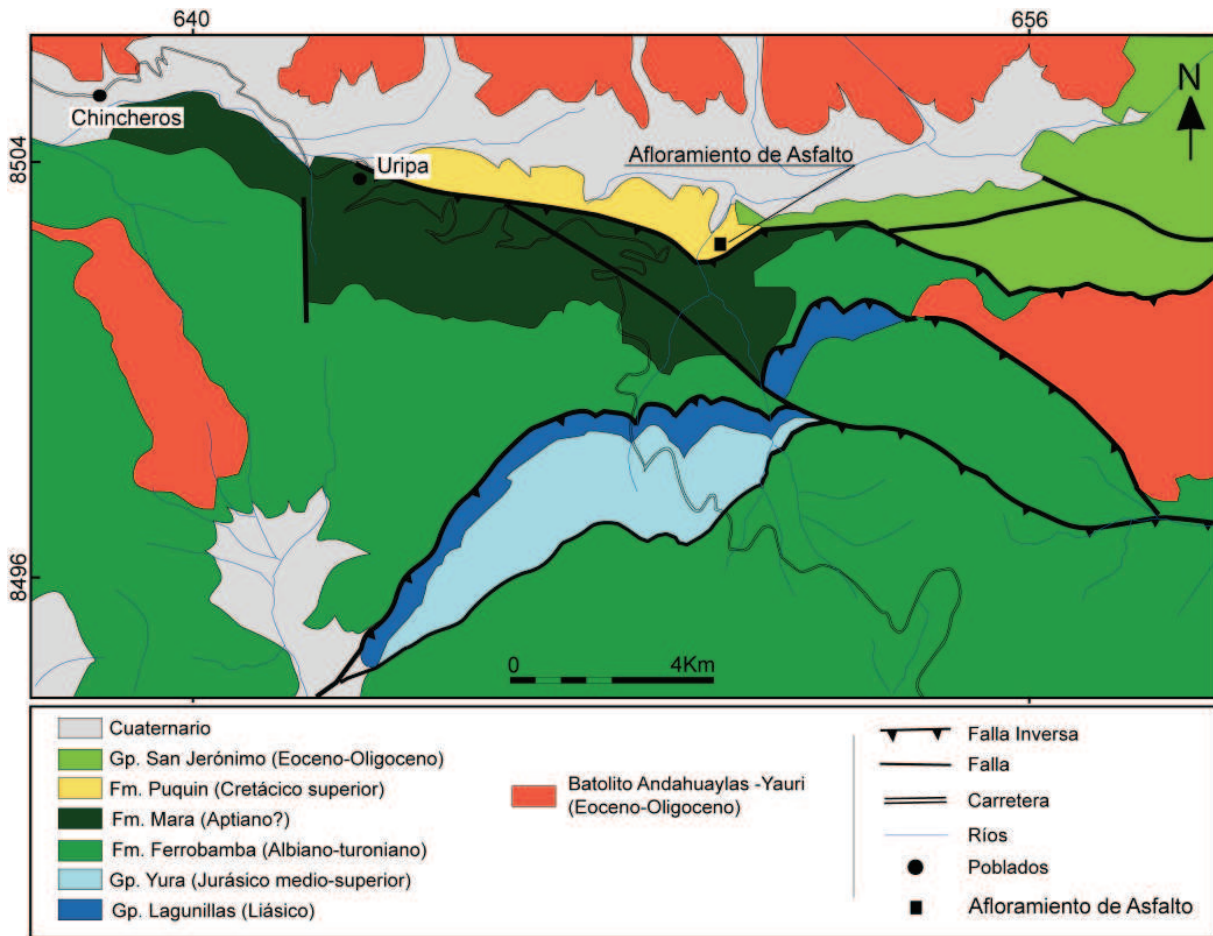 640
656
N
Chincheros
8504
Uripa
Afloramiento de Asfalto
8496
0
4Km
Cuaternario
Gp. San Jerónimo (Eoceno-Oligoceno)
Fm. Puquin (Cretácico superior)
Fm. Mara (Aptiano?)
Fm. Ferrobamba (Albiano-turoniano)
Gp. Yura (Jurásico medio-superior)
Gp. Lagunillas (Liásico)
Batolito Andahuaylas -Yauri
(Eoceno-Oligoceno)
Falla Inversa
Falla
Carretera
Ríos
Poblados
Afloramiento de Asfalto